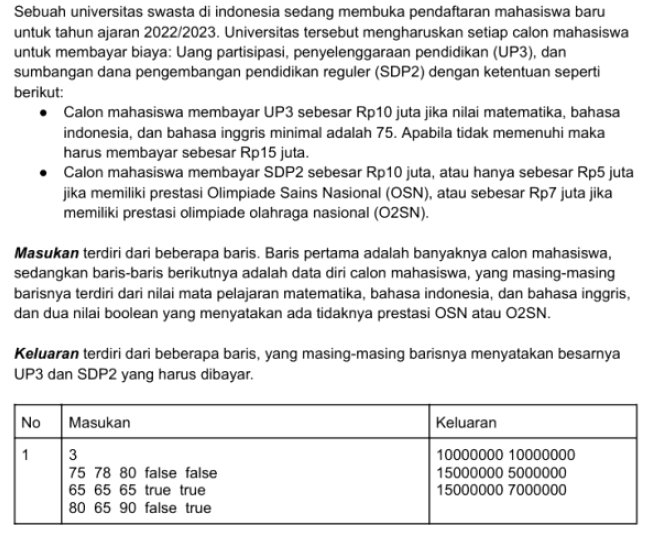 Sebuah universitas swasta di indonesia sedang membuka pendaftaran mahasiswa baru
untuk tahun ajaran 2022/2023. Universitas tersebut mengharuskan setiap calon mahasiswa
untuk membayar biaya: Uang partisipasi, penyelenggaraan pendidikan (UP3), dan
sumbangan dana pengembangan pendidikan reguler (SDP2) dengan ketentuan seperti
berikut:
● Calon mahasiswa membayar UP3 sebesar Rp10 juta jika nilai matematika, bahasa
indonesia, dan bahasa inggris minimal adalah 75. Apabila tidak memenuhi maka
harus membayar sebesar Rp15 juta.
● Calon mahasiswa membayar SDP2 sebesar Rp10 juta, atau hanya sebesar Rp5 juta
jika memiliki prestasi Olimpiade Sains Nasional (OSN), atau sebesar Rp7 juta jika
memiliki prestasi olimpiade olahraga nasional (O2SN).
Masukan terdiri dari beberapa baris. Baris pertama adalah banyaknya calon mahasiswa,
sedangkan baris-baris berikutnya adalah data diri calon mahasiswa, yang masing-masing
barisnya terdiri dari nilai mata pelajaran matematika, bahasa indonesia, dan bahasa inggris,
dan dua nilai boolean yang menyatakan ada tidaknya prestasi OSN atau O2SN.
Keluaran terdiri dari beberapa baris, yang masing-masing barisnya menyatakan besarnya
UP3 dan SDP2 yang harus dibayar.
No Masukan Keluaran
1 3 10000000 10000000
75 78 80 false false 15000000 5000000
65 65 65 true true 15000000 7000000
80 65 90 false true